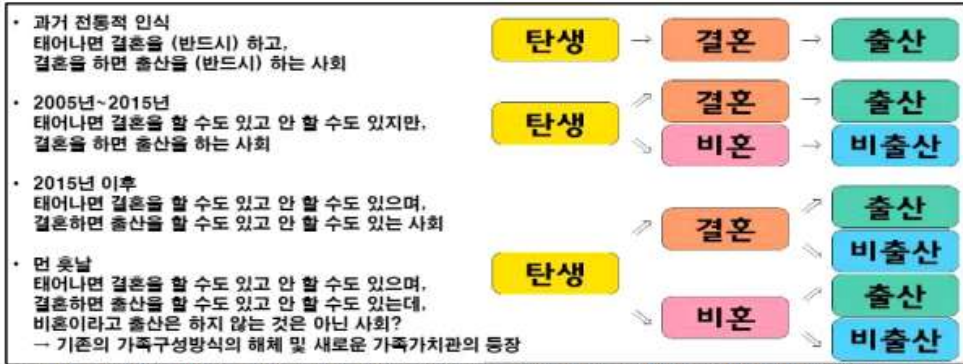 • 과거 전통적 인식
태어나면 결혼을 (반드시) 하고,
결혼을 하면 출산을 (반드시) 하는 사회
탄생 → 결혼 → 출산
• 2005년~2015년
태어나면 결혼을 할 수도 있고 안 할 수도 있지만,
결혼을 하면 출산을 하는 사회
탄생
결혼 → 출산
비혼 → 비출산
• 2015년 이후
태어나면 결혼을 할 수도 있고 안 할 수도 있으며,
결혼하면 출산을 할 수도 있고 안 할 수도 있는 사회
• 먼 훗날
태어나면 결혼을 할 수도 있고 안 할 수도 있으며,
결혼하면 출산을 할 수도 있고 안 할 수도 있는데,
비혼이라고 출산은 하지 않는 것은 아닌 사회?
→ 기존의 가족구성방식의 해체 및 새로운 가족가치관의 등장
탄생
결혼
출산
비출산
비혼
출산
비출산